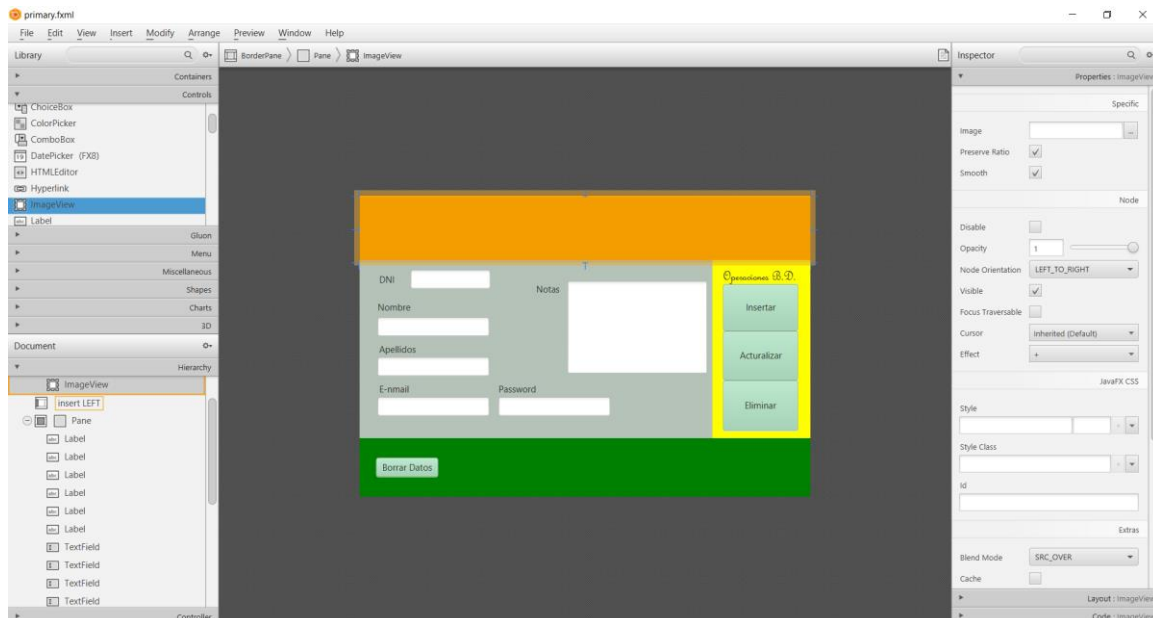 primary.fxml
File Edit View Insert Modify Arrange Preview Window Help
Library
BorderPane Pane ImageView
Inspector
Containers
Controls
ChoiceBox
ColorPicker
ComboBox
DatePicker (FX8)
HTMLEditor
Hyperlink
ImageView
Label
Gluon
Menu
Miscellaneous
Shapes
Charts
3D
Document
Hierarchy
ImageView
insert LEFT
Pane
Label
Label
Label
Label
Label
Label
TextField
TextField
TextField
TextField
Controller
DNI
Notas
Nombre
Apellidos
E-nmail Password
Operaciones B.D.
Insertar
Acturalizar
Eliminar
Borrar Datos
Properties : ImageView
Specific
Image
...
Preserve Ratio
Smooth
Node
Disable
Opacity 1
Node Orientation LEFT_TO_RIGHT
Visible
Focus Traversable
Cursor Inherited (Default)
Effect +
JavaFX CSS
Style
Style Class
Id
Extras
Blend Mode SRC_OVER
Cache
Layout : ImageView
Code : ImageView